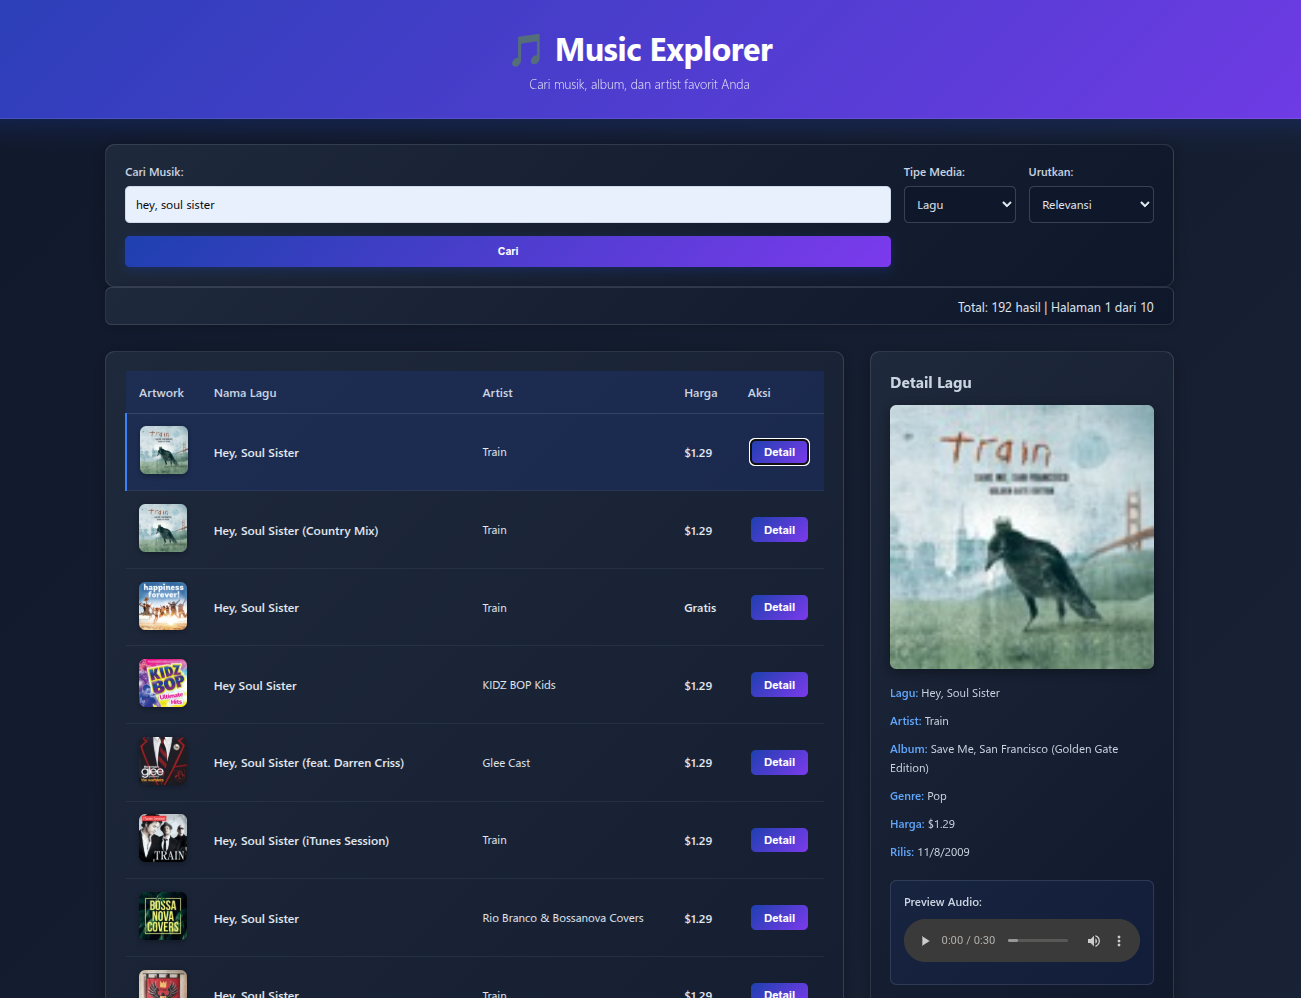 Music Explorer
Cari musik, album, dan artist favorit Anda
Cari Musik:
hey, soul sister
Tipe Media:
Lagu
Urutkan:
Relevansi
Cari
Total: 192 hasil | Halaman 1 dari 10
Artwork Nama Lagu Artist Harga Aksi
train Hey, Soul Sister Train $1.29 Detail
train Hey, Soul Sister (Country Mix) Train $1.29 Detail
happiness forever! Hey, Soul Sister Train Gratis Detail
KIDZ BOP Ultimate Hits Hey Soul Sister KIDZ BOP Kids $1.29 Detail
glee Hey, Soul Sister (feat. Darren Criss) Glee Cast $1.29 Detail
TRAIN Hey, Soul Sister (iTunes Session) Train $1.29 Detail
BOSSA NOVA COVERS Hey, Soul Sister Rio Branco & Bossanova Covers $1.29 Detail
Hey, Soul Sister Train $1.29 Detail
Detail Lagu
train
SAVE ME, SAN FRANCISCO
GOLDEN GATE EDITION
Lagu: Hey, Soul Sister
Artist: Train
Album: Save Me, San Francisco (Golden Gate
Edition)
Genre: Pop
Harga: $1.29
Rilis: 11/8/2009
Preview Audio:
0:00 / 0:30